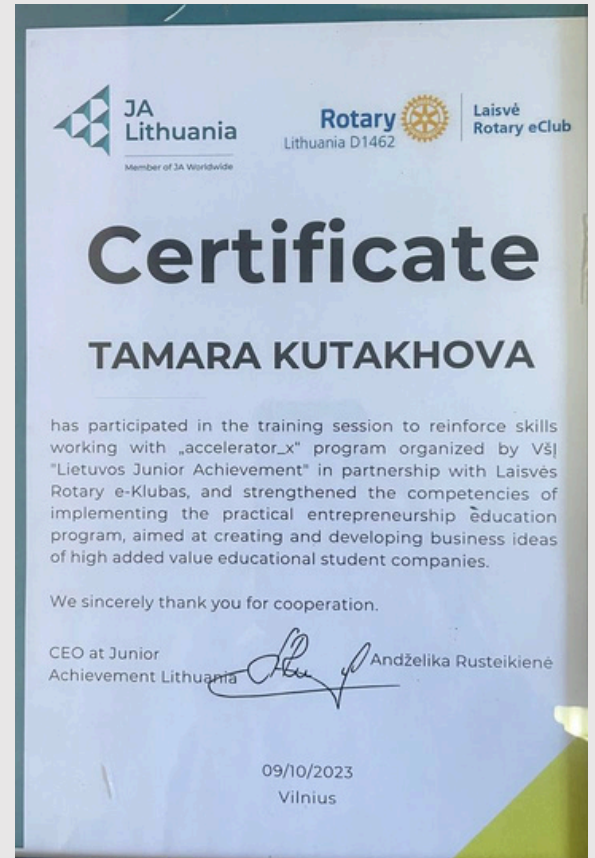 JA
Lithuania
Member of JA Worldwide
Rotary
Lithuania D1462
Laisvė
Rotary eClub
Certificate
TAMARA KUTAKHOVA
has participated in the training session to reinforce skills
working with „accelerator_x" program organized by VšĮ
"Lietuvos Junior Achievement" in partnership with Laisvės
Rotary e-Klubas, and strengthened the competencies of
implementing the practical entrepreneurship education
program, aimed at creating and developing business ideas
of high added value educational student companies.
We sincerely thank you for cooperation.
CEO at Junior
Achievement Lithuania
Andželika Rusteikienė
09/10/2023
Vilnius